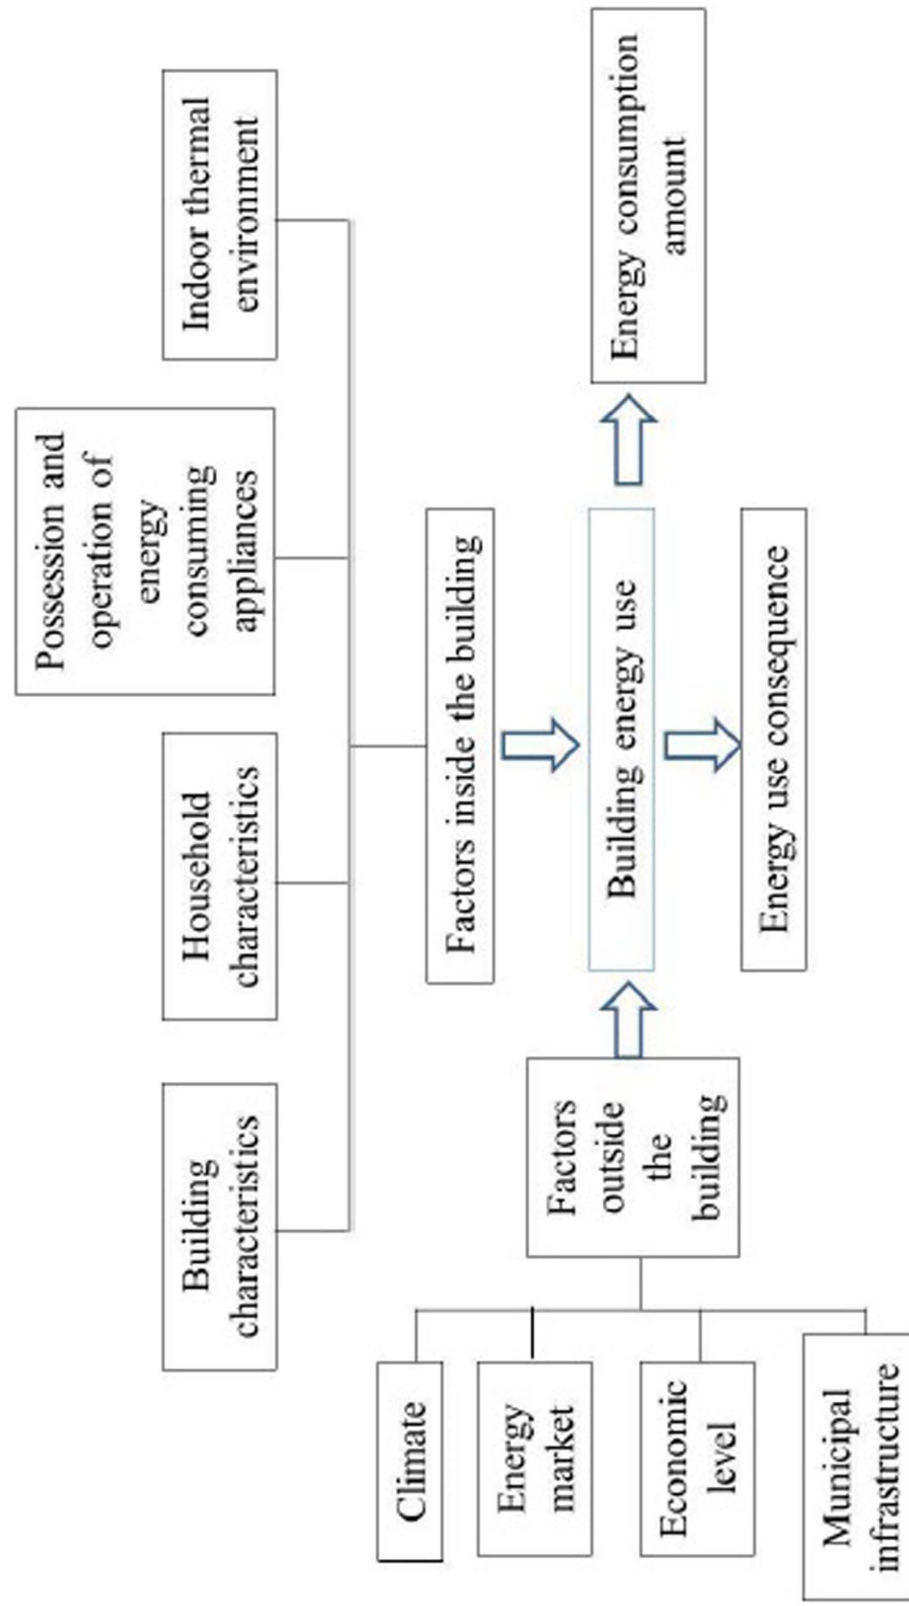 Building
characteristics
Household
characteristics
Possession and
operation of
energy
consuming
appliances
Indoor thermal
environment
Factors inside the building
Climate
Energy
market
Economic
level
Municipal
infrastructure
Factors
outside
the
building
Building energy use
Energy consumption
amount
Energy use consequence